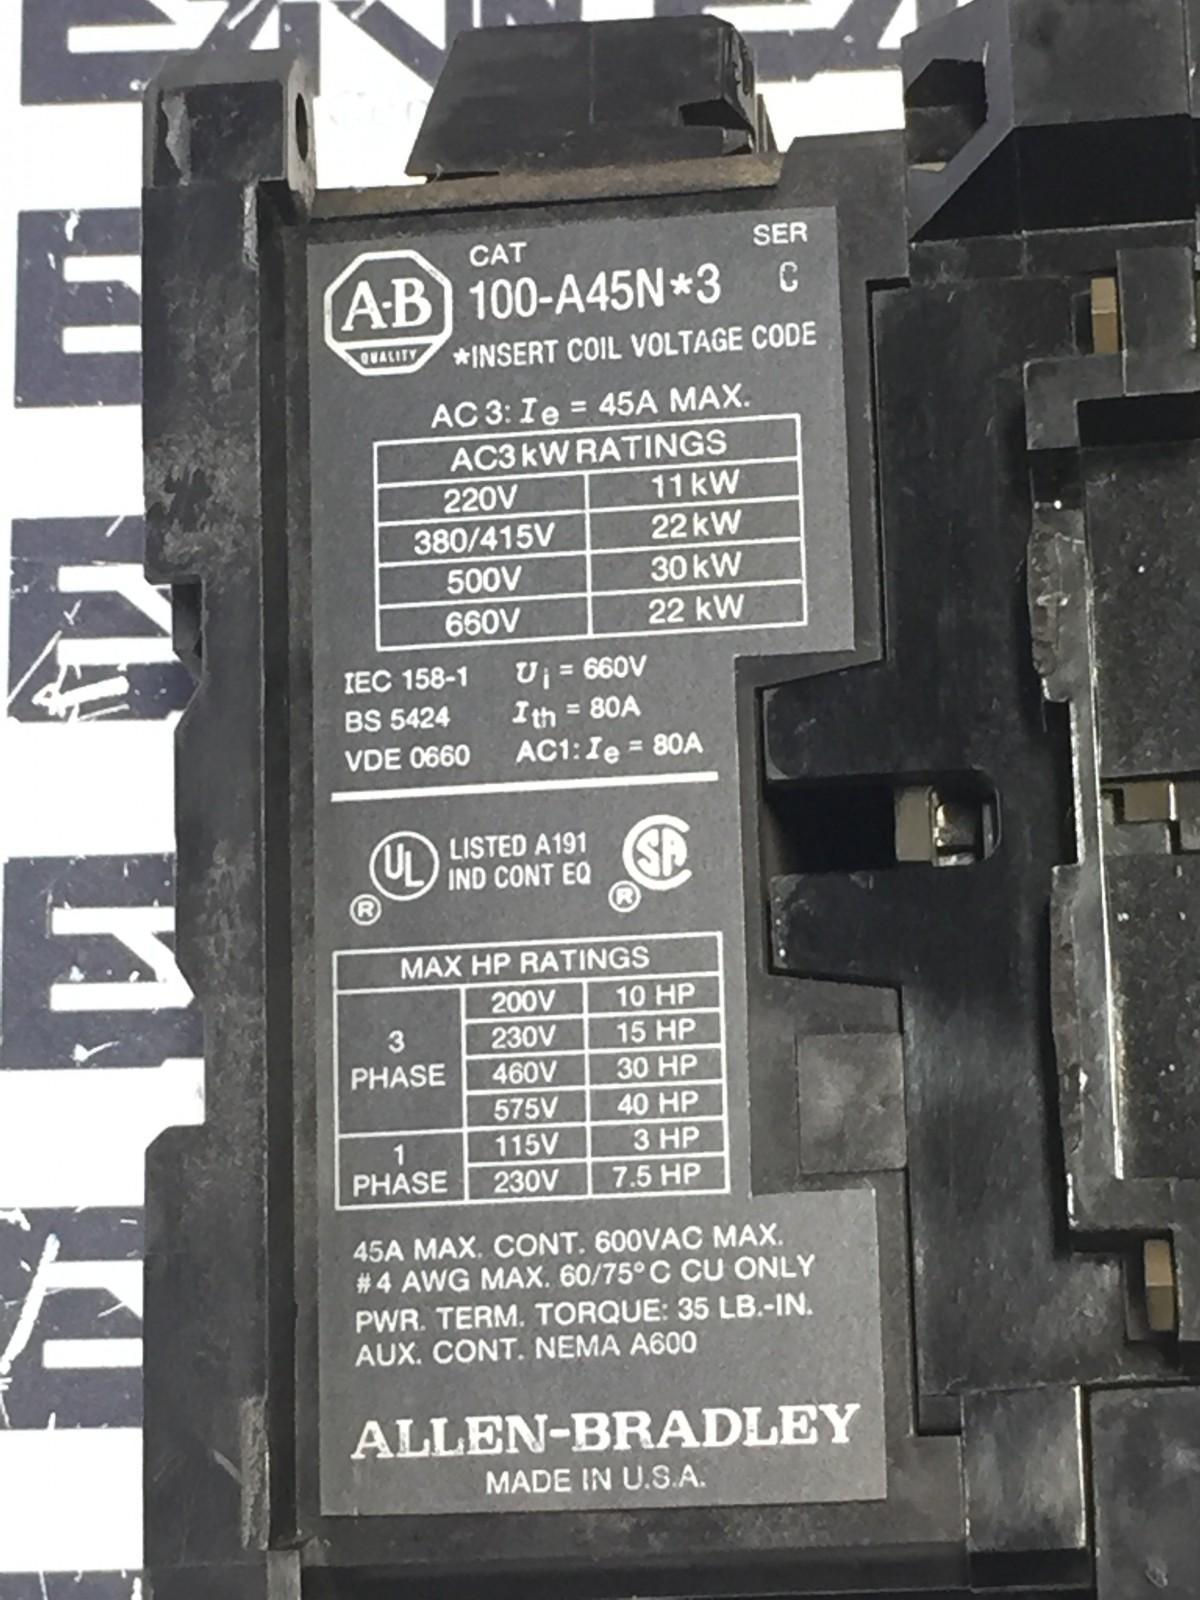 CAT
SER
A-B
QUALITY
100-A45N*3
C
*INSERT COIL VOLTAGE CODE
AC 3: Ie = 45A MAX.
AC3 kW RATINGS
220V 11 kW
380/415V 22 kW
500V 30 kW
660V 22 kW
IEC 158-1 Ui = 660V
BS 5424 Ith = 80A
VDE 0660 AC1: Ie = 80A
UL
®
LISTED A191
IND CONT EQ
SA
®
MAX HP RATINGS
3 PHASE
200V 10 HP
230V 15 HP
460V 30 HP
575V 40 HP
1 PHASE
115V 3 HP
230V 7.5 HP
45A MAX. CONT. 600VAC MAX.
#4 AWG MAX. 60/75°C CU ONLY
PWR. TERM. TORQUE: 35 LB.-IN.
AUX. CONT. NEMA A600
ALLEN-BRADLEY
MADE IN U.S.A.